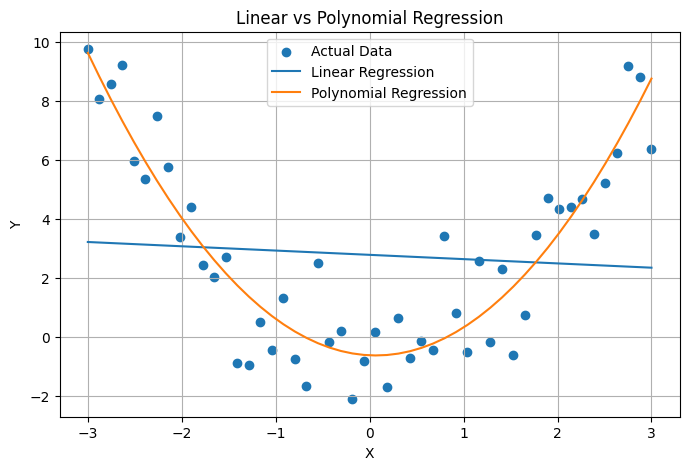 Linear vs Polynomial Regression
Actual Data
Linear Regression
Polynomial Regression
Y
10
8
6
4
2
0
−2
−3
−2
−1
0
1
2
3
X